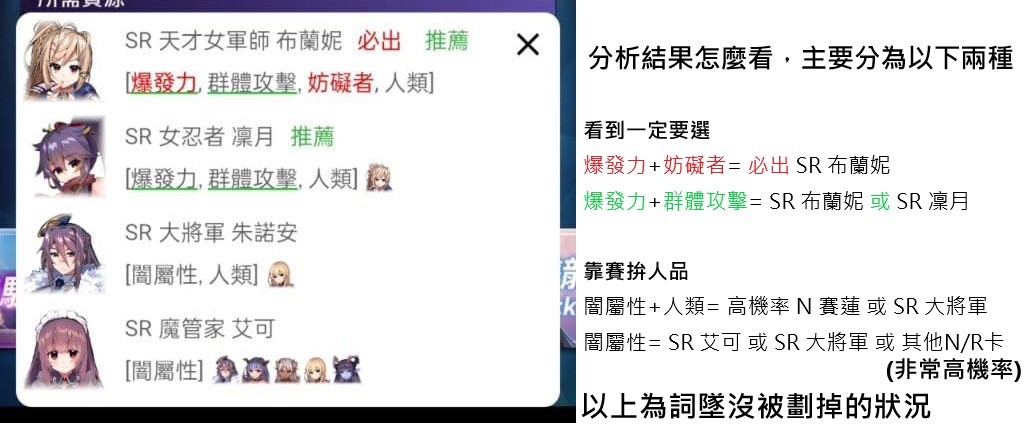 所需資源
SR 天才女軍師 布蘭妮 必出 推薦
[爆發力, 群體攻擊, 妨礙者, 人類]
SR 女忍者 凜月 推薦
[爆發力, 群體攻擊, 人類]
SR 大將軍 朱諾安
[闇屬性, 人類]
SR 魔管家 艾可
[闇屬性]
分析結果怎麼看，主要分為以下兩種
看到一定要選
爆發力+妨礙者= 必出 SR 布蘭妮
爆發力+群體攻擊= SR 布蘭妮 或 SR 凜月
靠賽拚人品
闇屬性+人類= 高機率 N 賽蓮 或 SR 大將軍
闇屬性= SR 艾可 或 SR 大將軍 或 其他N/R卡
(非常高機率)
以上為詞墜沒被劃掉的狀況